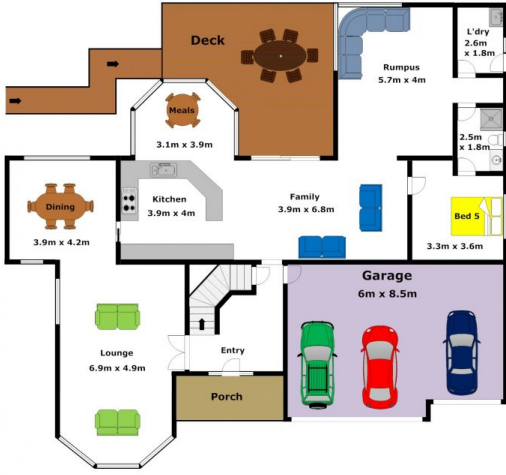 Deck
L'dry
2.6m
x 1.8m
Rumpus
5.7m x 4m
Meals
3.1m x 3.9m
2.5m
x 1.8m
Kitchen
3.9m x 4m
Family
3.9m x 6.8m
Dining
3.9m x 4.2m
Bed 5
3.3m x 3.6m
Garage
6m x 8.5m
Lounge
6.9m x 4.9m
Entry
Porch